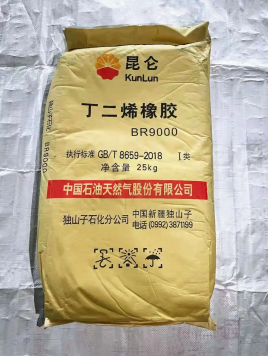 昆仑
KunLun
丁二烯橡胶
BR9000
执行标准 GB/T 8659-2018 I类
净含量 25kg
中国石油天然气股份有限公司
独山子石化分公司
中国新疆独山子
电话(0992)3871199
BR9000